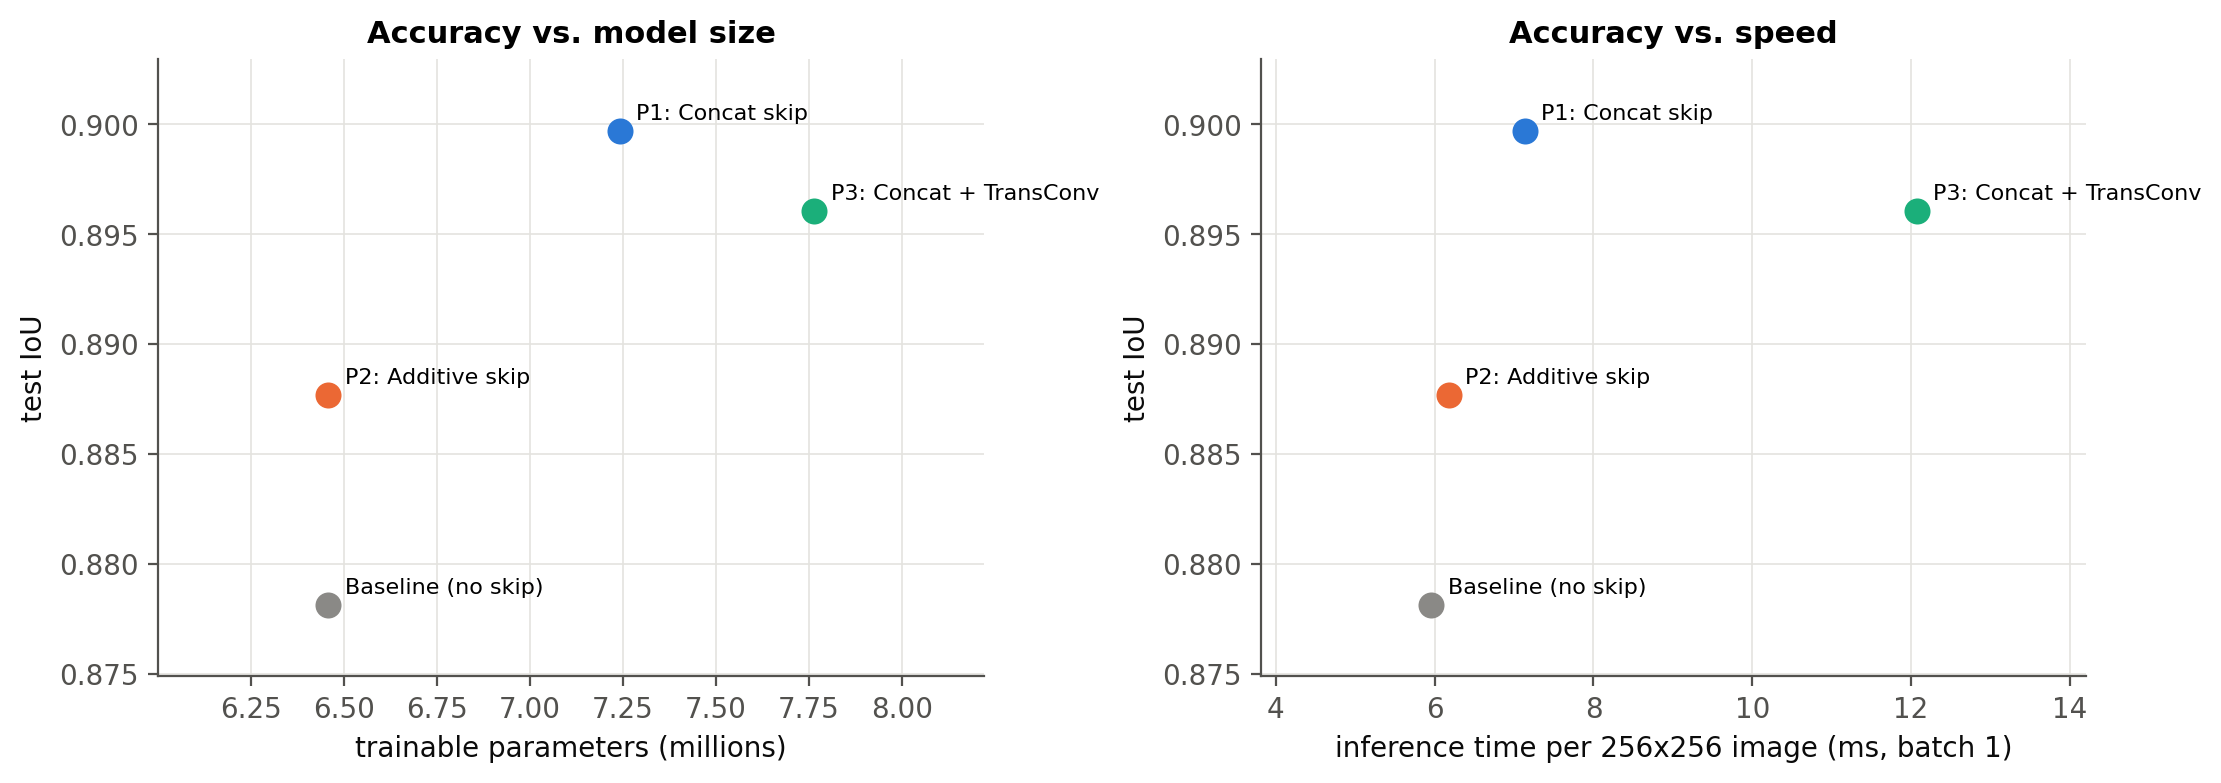 Accuracy vs. model size
P1: Concat skip
P3: Concat + TransConv
P2: Additive skip
Baseline (no skip)
0.900
0.895
0.890
0.885
0.880
0.875
test IoU
6.25 6.50 6.75 7.00 7.25 7.50 7.75 8.00
trainable parameters (millions)
Accuracy vs. speed
P1: Concat skip
P3: Concat + TransConv
P2: Additive skip
Baseline (no skip)
0.900
0.895
0.890
0.885
0.880
0.875
test IoU
4 6 8 10 12 14
inference time per 256x256 image (ms, batch 1)